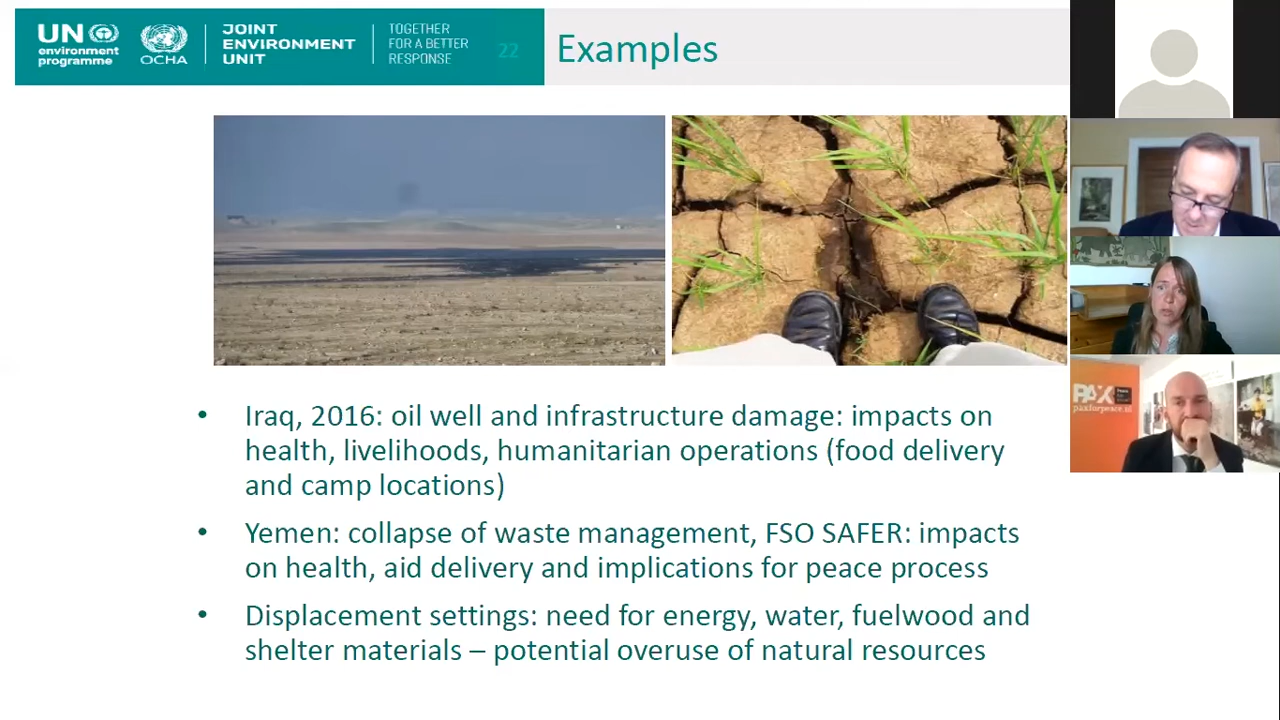 UN
environment
programme
OCHA
JOINT
ENVIRONMENT
UNIT
TOGETHER
FOR A BETTER
RESPONSE
22
Examples
PAX
paxforpeace.nl
• Iraq, 2016: oil well and infrastructure damage: impacts on
health, livelihoods, humanitarian operations (food delivery
and camp locations)
• Yemen: collapse of waste management, FSO SAFER: impacts
on health, aid delivery and implications for peace process
• Displacement settings: need for energy, water, fuelwood and
shelter materials – potential overuse of natural resources